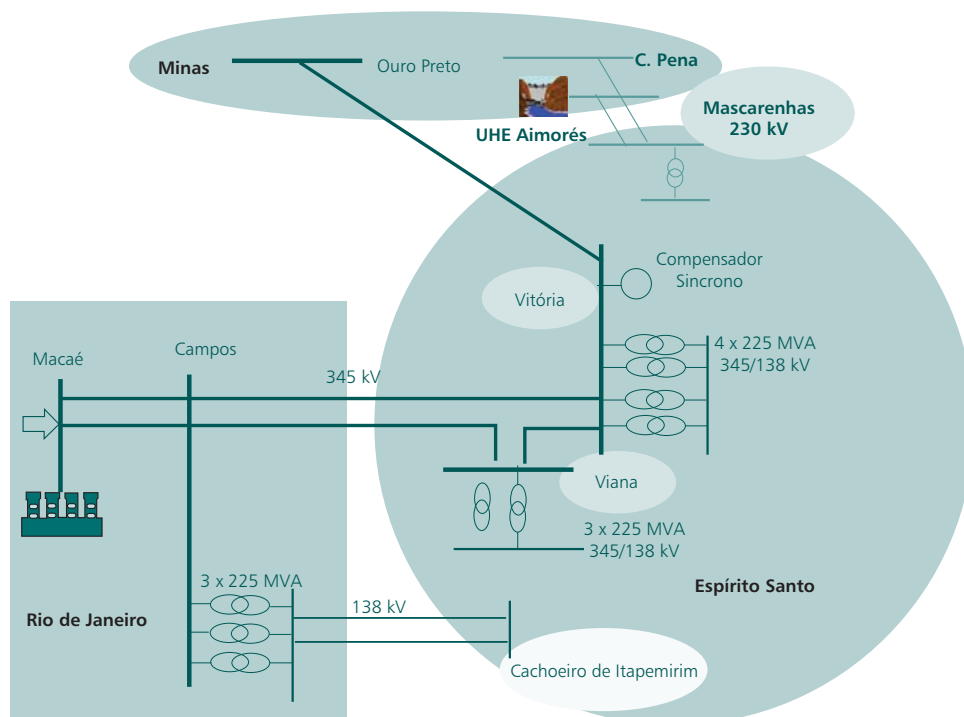 Minas
Ouro Preto
C. Pena
UHE Aimorés
Mascarenhas
230 kV
Compensador
Sincrono
Vitória
4 x 225 MVA
345/138 kV
Macaé
Campos
345 kV
Viana
3 x 225 MVA
345/138 kV
Espírito Santo
3 x 225 MVA
138 kV
Rio de Janeiro
Cachoeiro de Itapemirim